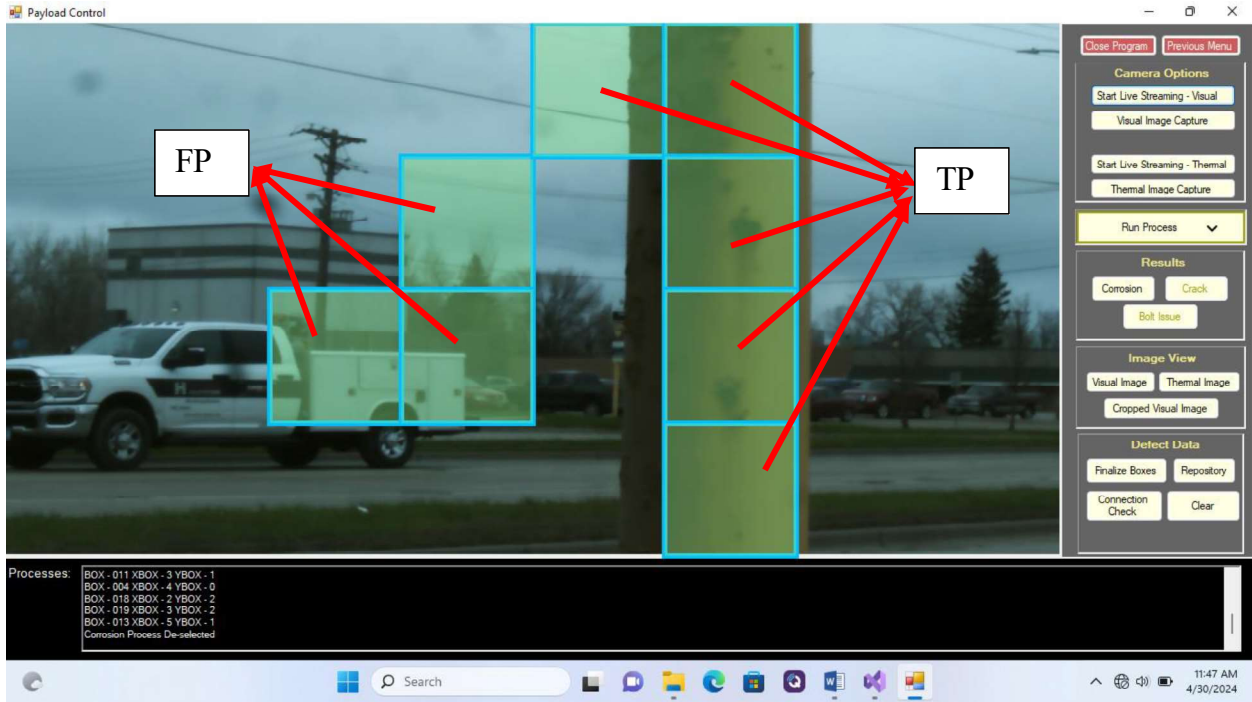 Payload Control
Close Program Previous Menu
Camera Options
Start Live Streaming - Visual
Visual Image Capture
Start Live Streaming - Thermal
Thermal Image Capture
Run Process
Results
Corrosion Crack
Bolt Issue
Image View
Visual Image Thermal Image
Cropped Visual Image
Defect Data
Finalize Boxes Repository
Connection
Check
Clear
FP
TP
H
Processes:
BOX - 011 XBOX - 3 YBOX - 1
BOX - 004 XBOX - 4 YBOX - 0
BOX - 018 XBOX - 2 YBOX - 2
BOX - 019 XBOX - 3 YBOX - 2
BOX - 013 XBOX - 5 YBOX - 1
Corrosion Process De-selected
Search
11:47 AM
4/30/2024